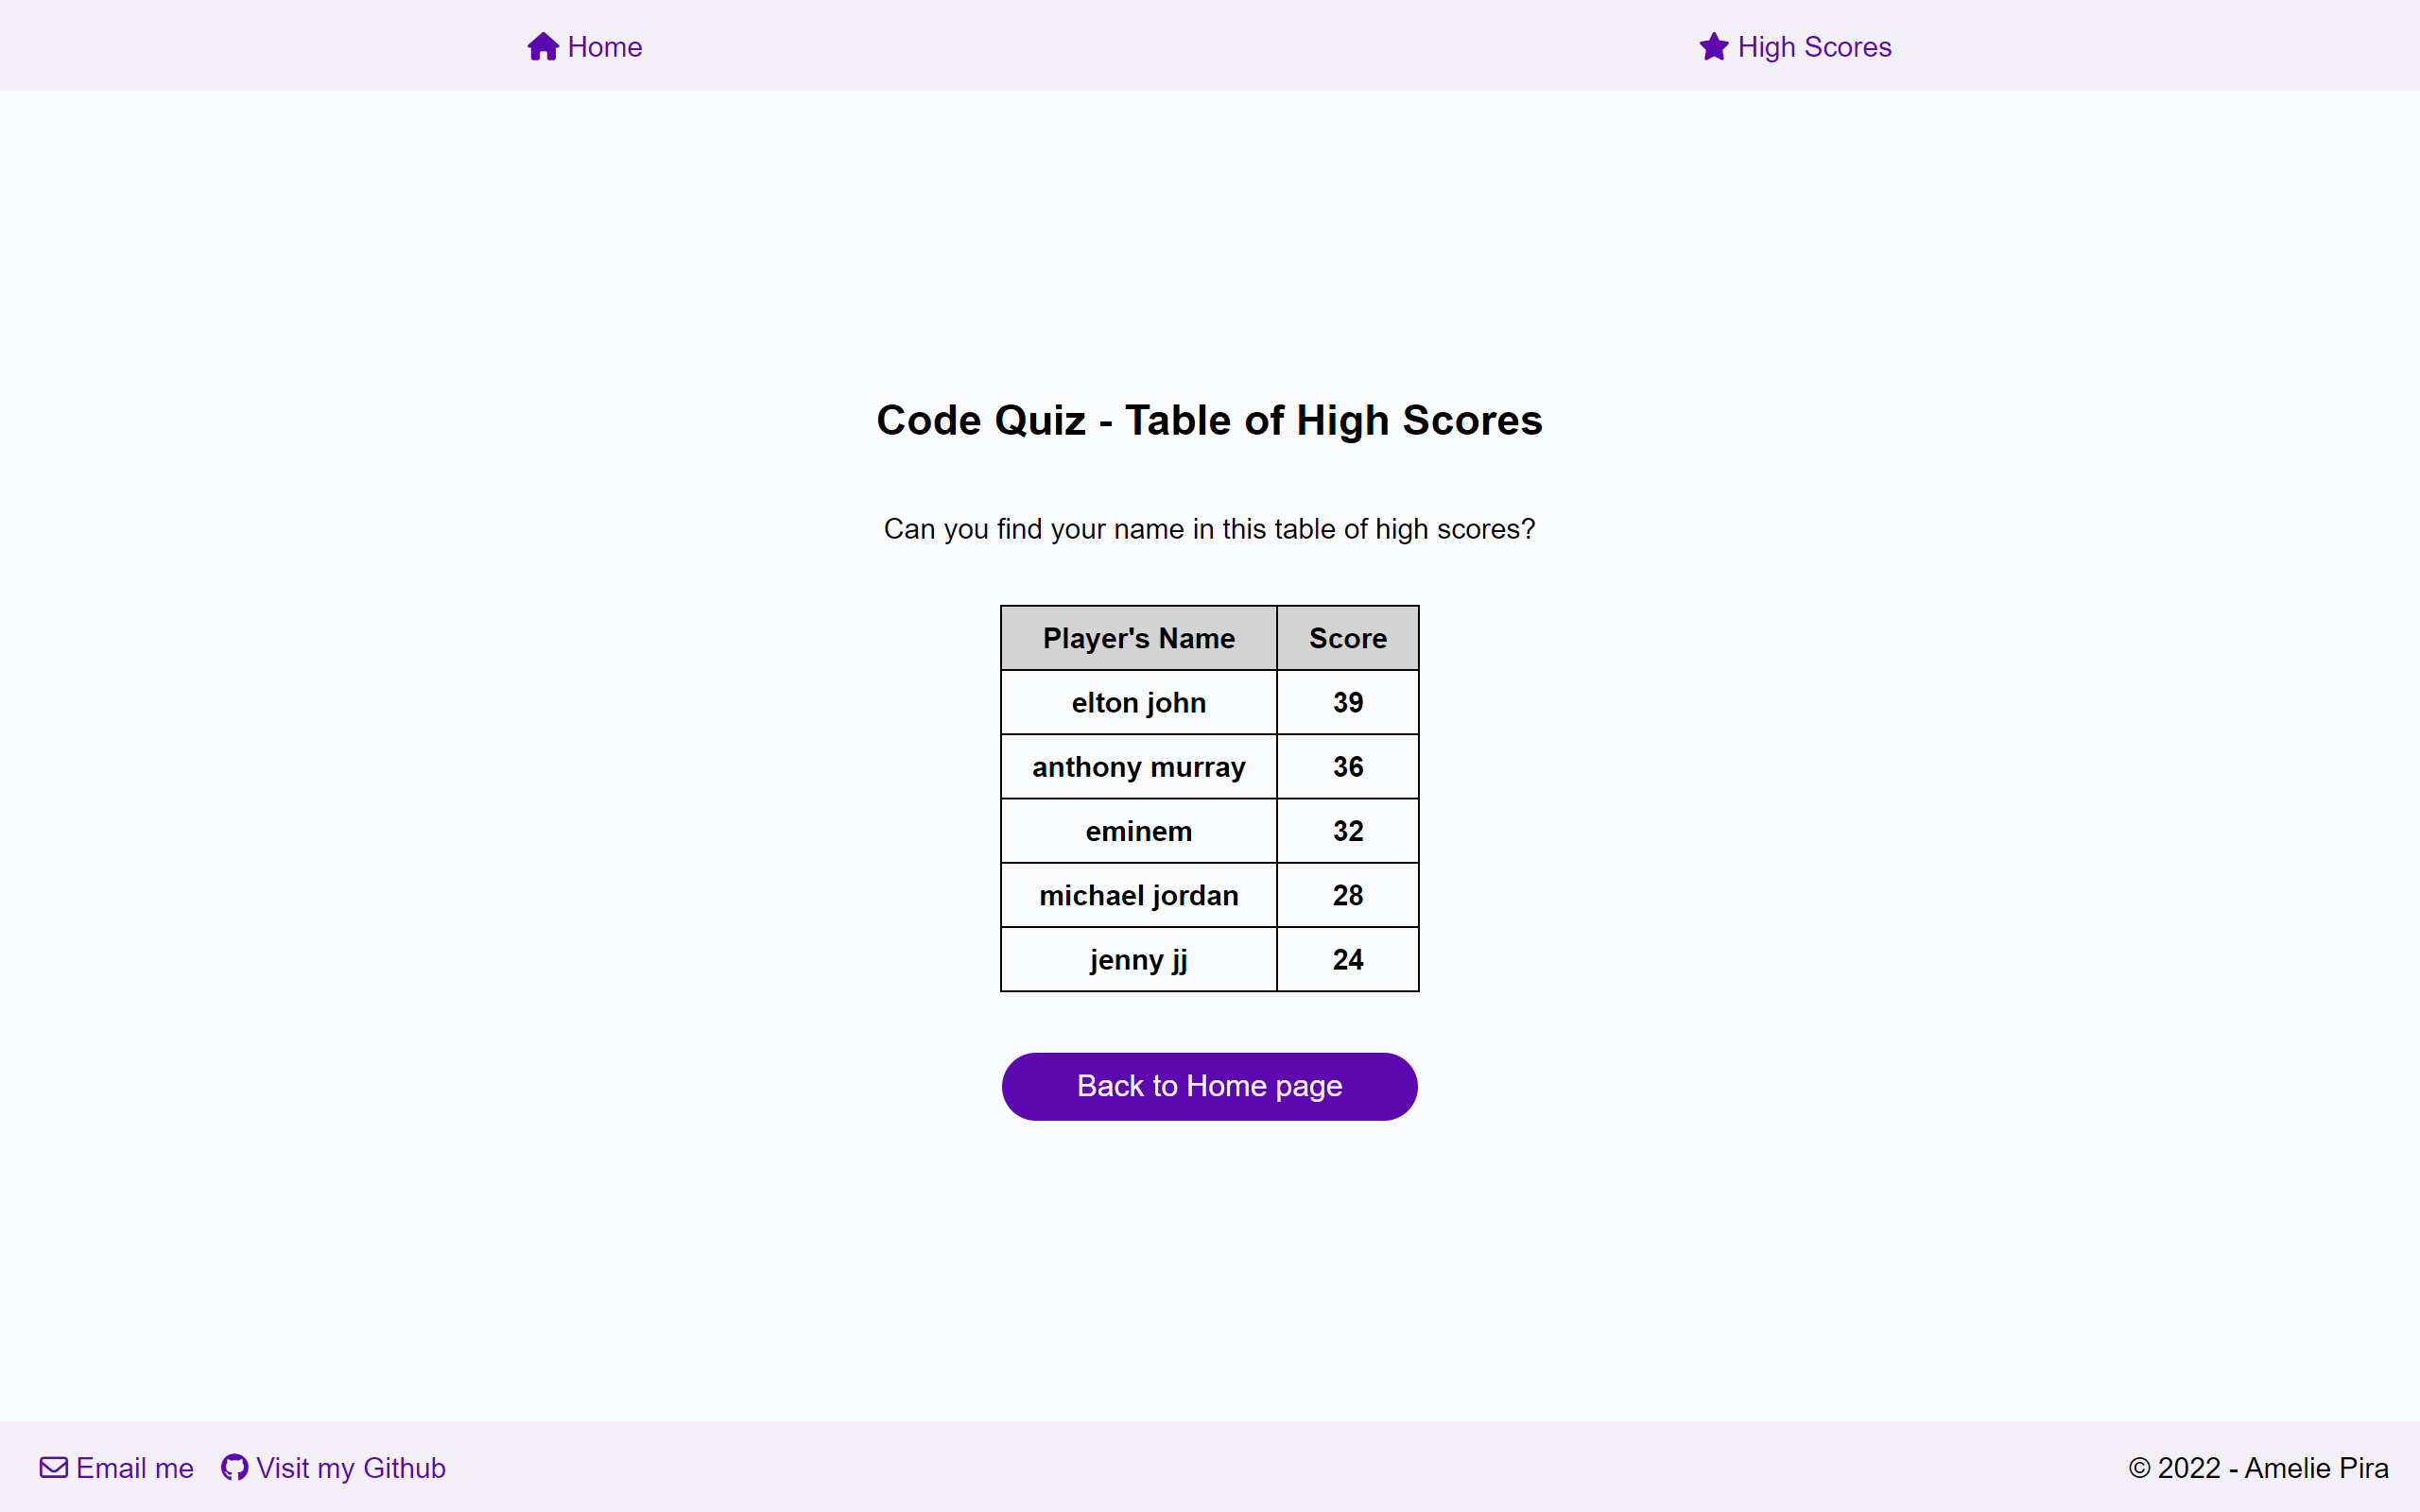 Home
High Scores
Code Quiz - Table of High Scores
Can you find your name in this table of high scores?
Player's Name Score
elton john 39
anthony murray 36
eminem 32
michael jordan 28
jenny jj 24
Back to Home page
Email me Visit my Github
© 2022 - Amelie Pira